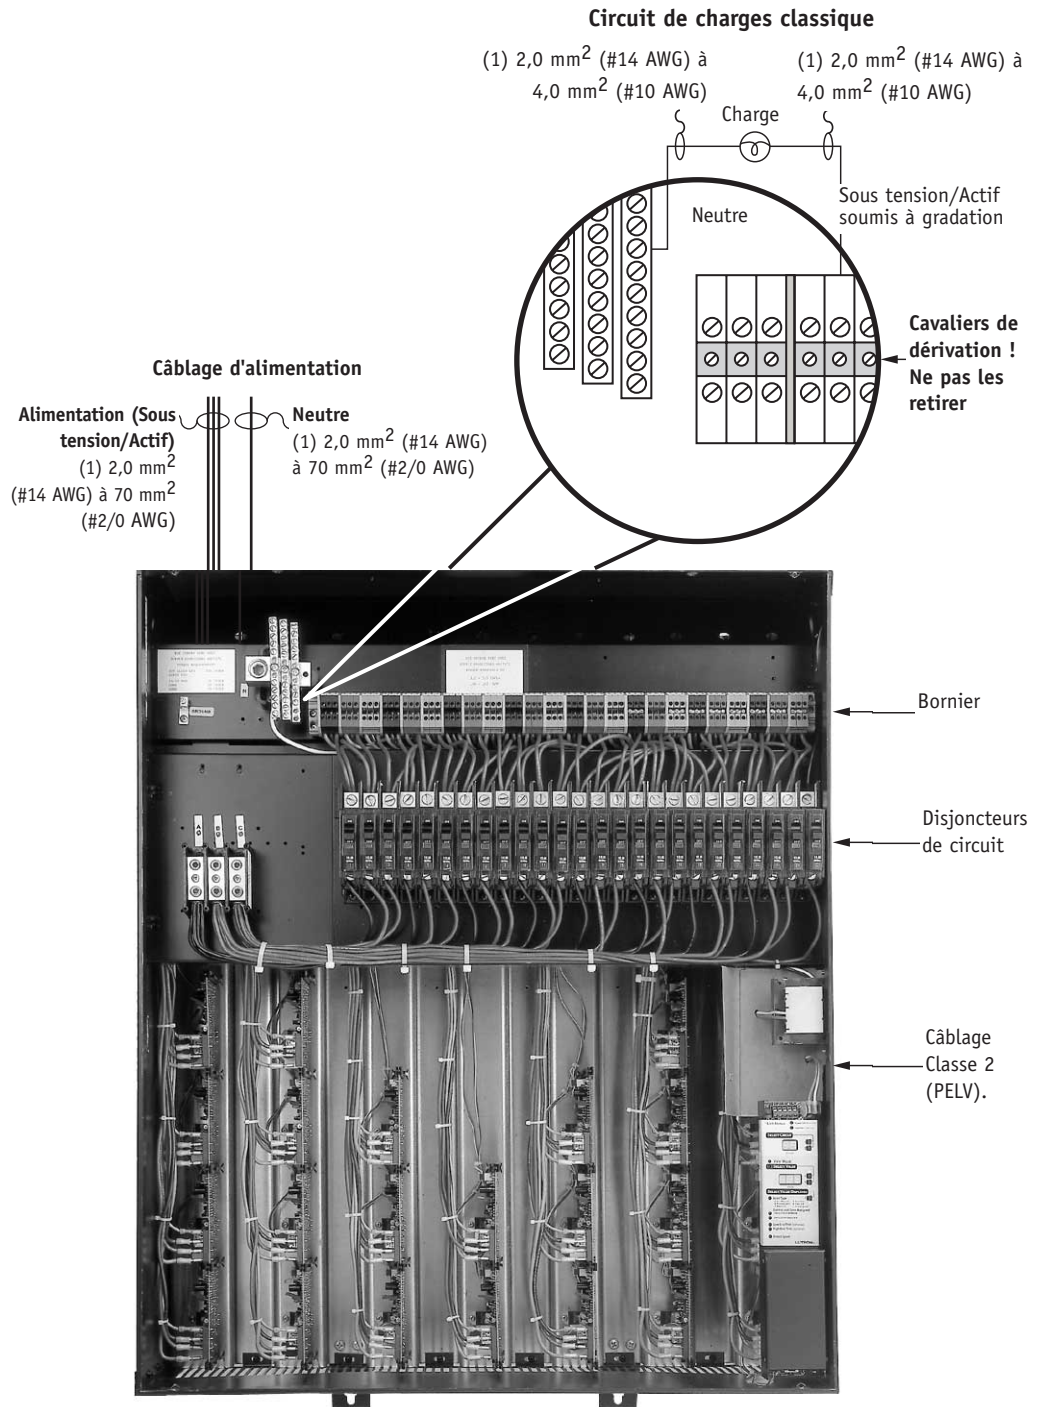 Circuit de charges classique
(1) 2,0 mm2 (#14 AWG) à
4,0 mm2 (#10 AWG)
(1) 2,0 mm2 (#14 AWG) à
4,0 mm2 (#10 AWG)
Charge
Neutre
Sous tension/Actif
soumis à gradation
Cavaliers de
dérivation !
Ne pas les
retirer
Câblage d'alimentation
Alimentation (Sous
tension/Actif)
(1) 2,0 mm2
(#14 AWG) à 70 mm2
(#2/0 AWG)
Neutre
(1) 2,0 mm2 (#14 AWG)
à 70 mm2 (#2/0 AWG)
Bornier
Disjoncteurs
de circuit
Câblage
Classe 2
(PELV).